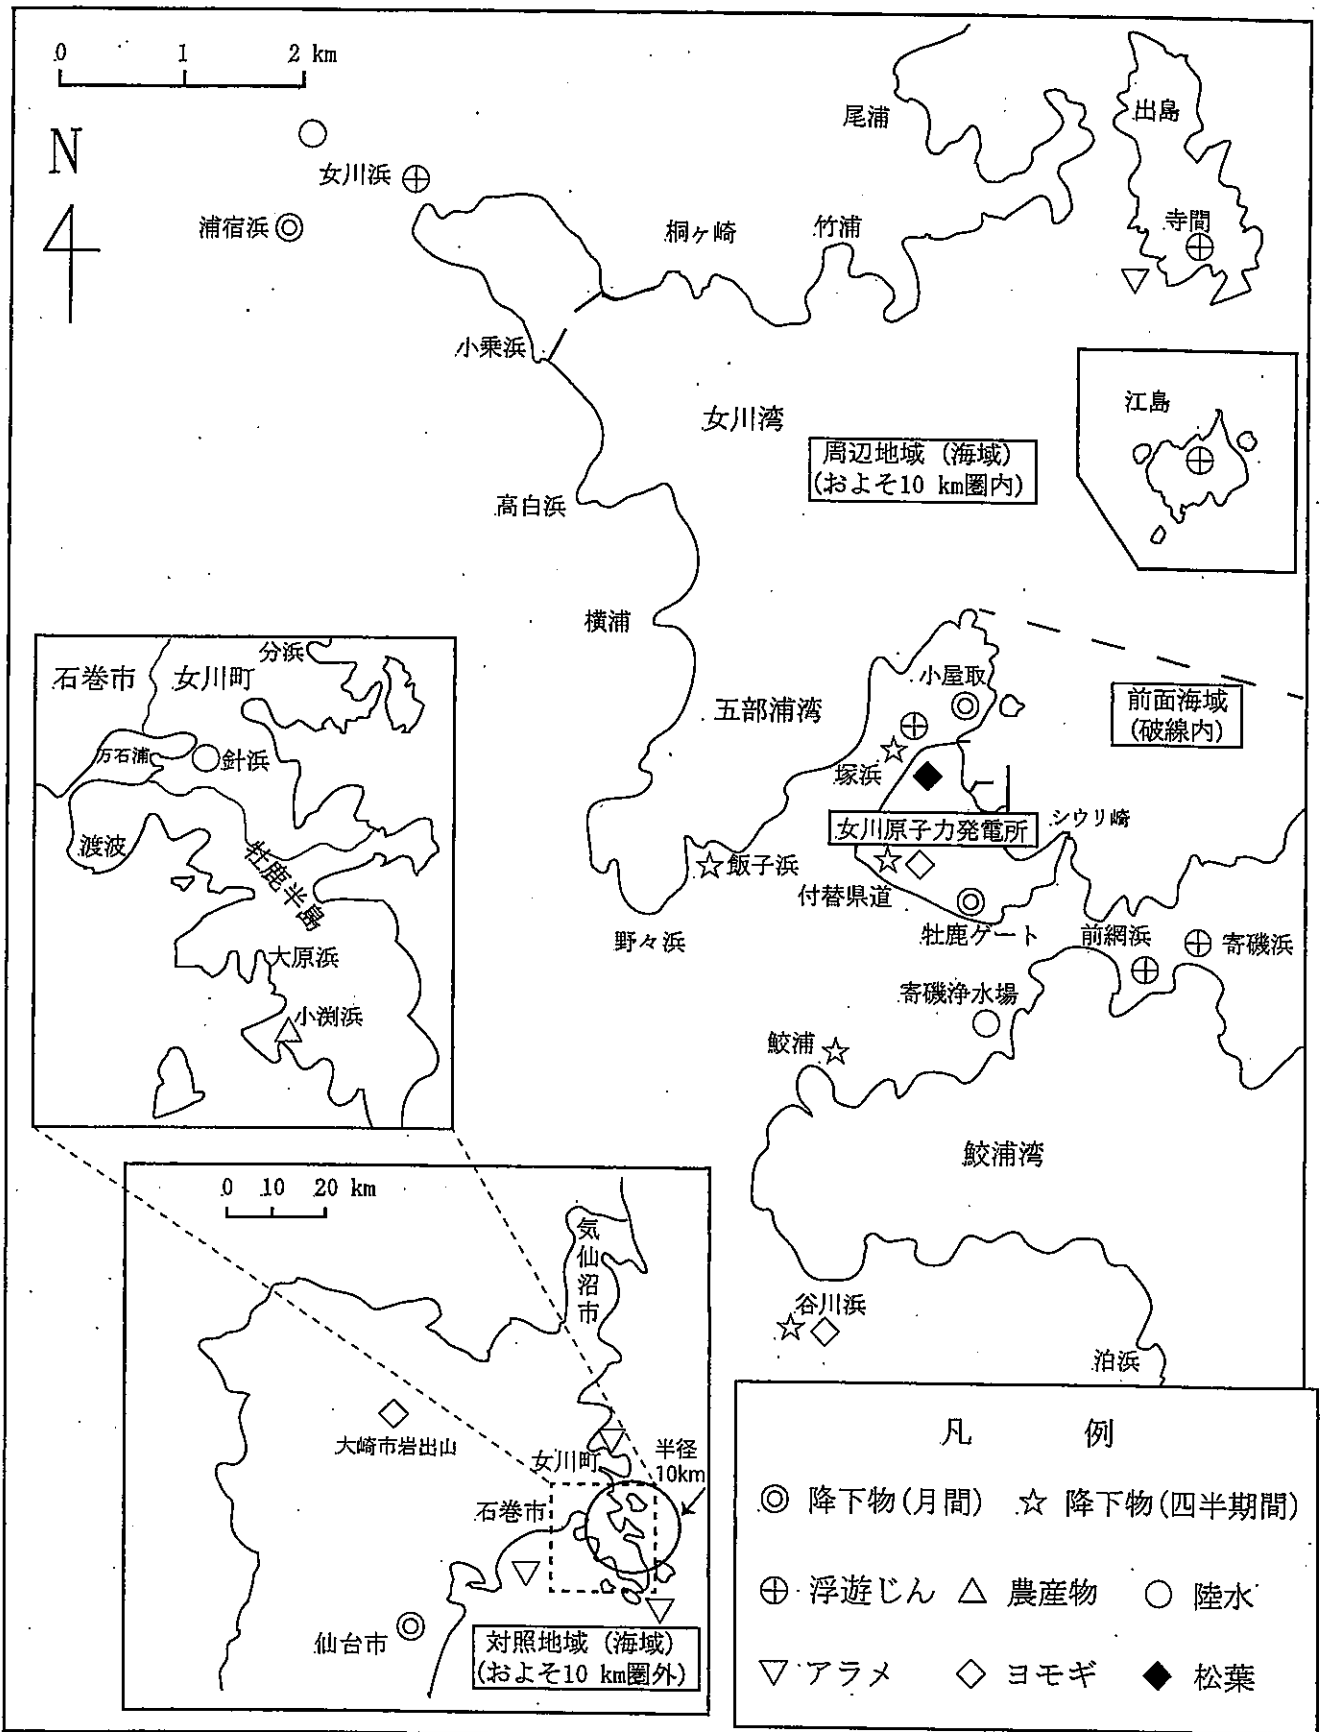 0 1 2 km
N
尾浦
出島
女川浜
浦宿浜
桐ヶ崎
竹浦
寺間
小乗浜
女川湾
江島
周辺地域（海域）
(およそ10 km圏内)
高白浜
横浦
石巻市
女川町
分浜
万石浦
針浜
渡波
牡鹿半島
大原浜
小渕浜
五部浦湾
小屋取
前面海域
(破線内)
塚浜
女川原子力発電所
シウリ崎
飯子浜
付替県道
野々浜
牡鹿ゲート
前網浜
寄磯浜
寄磯浄水場
鮫浦
鮫浦湾
谷川浜
泊浜
0 10 20 km
気仙沼市
大崎市岩出山
女川町
半径
10km
石巻市
仙台市
対照地域（海域）
(およそ10 km圏外)
凡 例
◎ 降下物(月間) ☆ 降下物(四半期間)
⊕ 浮遊じん △ 農産物 ○ 陸水
▽ アラメ ◇ ヨモギ ◆ 松葉